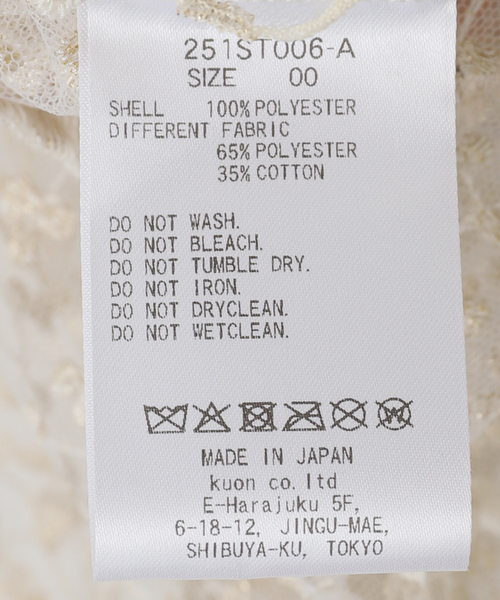 251ST006-A
SIZE 00
SHELL 100% POLYESTER
DIFFERENT FABRIC
65% POLYESTER
35% COTTON
DO NOT WASH.
DO NOT BLEACH.
DO NOT TUMBLE DRY.
DO NOT IRON.
DO NOT DRYCLEAN.
DO NOT WETCLEAN.
W
MADE IN JAPAN
kuon co. ltd
E-Harajuku 5F,
6-18-12, JINGU-MAE,
SHIBUYA-KU, TOKYO